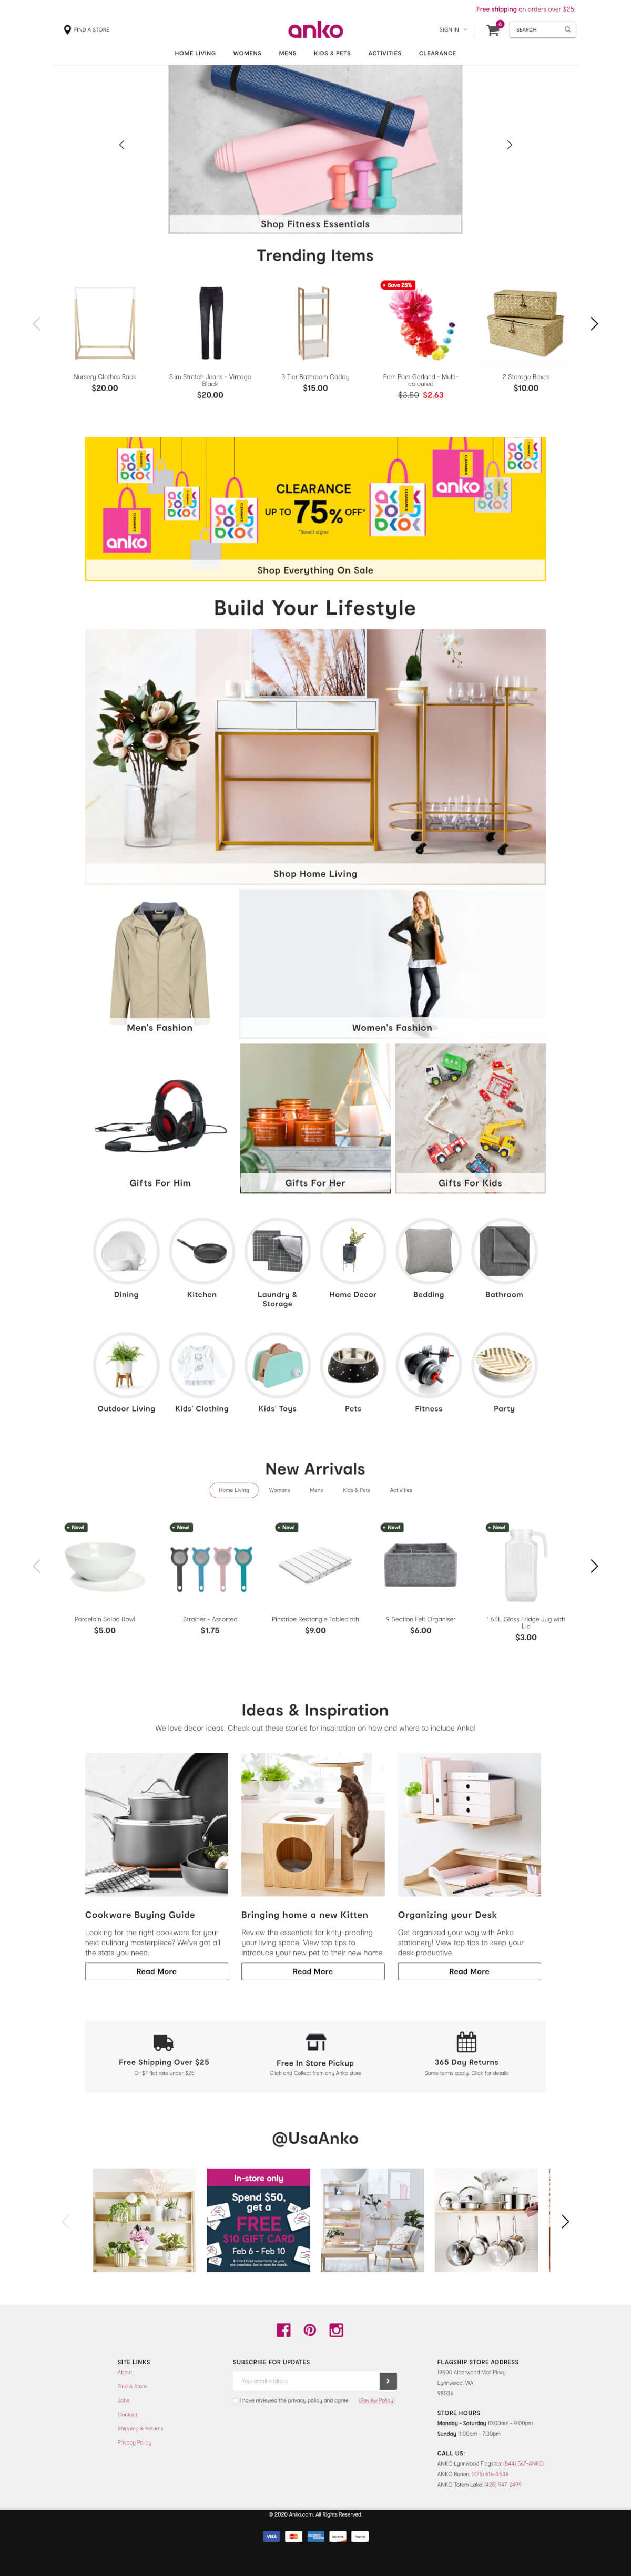 Free shipping on orders over $25!
FIND A STORE
anko
SIGN IN
SEARCH
HOME LIVING
WOMENS
MENS
KIDS & PETS
ACTIVITIES
CLEARANCE
Shop Fitness Essentials
Trending Items
Save 25%
Nursery Clothes Rack
$20.00
Slim Stretch Jeans - Vintage
Black
$20.00
3 Tier Bathroom Caddy
$15.00
Pom Pom Garland - Multi-
coloured
$3.50 $2.63
2 Storage Boxes
$10.00
CLEARANCE
UP TO 75% OFF*
*Select styles
anko
anko
Shop Everything On Sale
Build Your Lifestyle
Shop Home Living
Men's Fashion
Women's Fashion
Gifts For Him
Gifts For Her
Gifts For Kids
Dining
Kitchen
Laundry &
Storage
Home Decor
Bedding
Bathroom
Outdoor Living
Kids' Clothing
Kids' Toys
Pets
Fitness
Party
New Arrivals
Home Living
Womens
Mens
Kids & Pets
Activities
New!
New!
New!
New!
New!
Porcelain Salad Bowl
$5.00
Strainer - Assorted
$1.75
Pinstripe Rectangle Tablecloth
$9.00
9 Section Felt Organiser
$6.00
1.65L Glass Fridge Jug with
Lid
$3.00
Ideas & Inspiration
We love decor ideas. Check out these stories for inspiration on how and where to include Anko!
Cookware Buying Guide
Looking for the right cookware for your
next culinary masterpiece? We've got all
the stats you need.
Read More
Bringing home a new Kitten
Review the essentials for kitty-proofing
your living space! View top tips to
introduce your new pet to their new home.
Read More
Organizing your Desk
Get organized your way with Anko
stationery! View top tips to keep your
desk productive.
Read More
Free Shipping Over $25
Or $7 flat rate under $25
Free In Store Pickup
Click and Collect from any Anko store
365 Day Returns
Some terms apply. Click for details
@UsaAnko
In-store only
Spend $50,
get a
FREE
$10 GIFT CARD
Feb 6 - Feb 10
SITE LINKS
About
Find A Store
Jobs
Contact
Shipping & Returns
Privacy Policy
SUBSCRIBE FOR UPDATES
Your email address
I have reviewed the privacy policy and agree (Review Policy)
FLAGSHIP STORE ADDRESS
19500 Alderwood Mall Pkwy
Lynnwood, WA
98036
STORE HOURS
Monday - Saturday 10:00am - 9:00pm
Sunday 11:00am - 7:30pm
CALL US:
ANKO Lynnwood Flagship: (844) 567-ANKO
ANKO Burien: (425) 616-3538
ANKO Totem Lake: (425) 947-2499
© 2020 Anko.com. All Rights Reserved.
VISA
PayPal